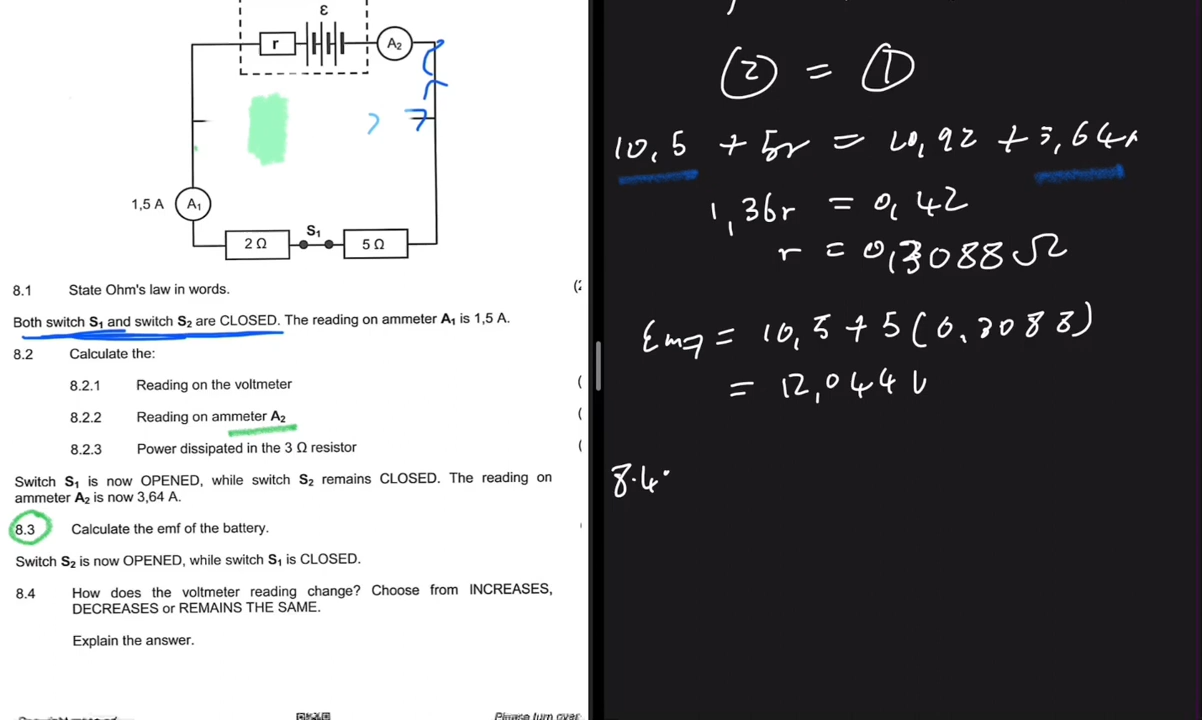 ε
r
A2
1,5 A
A1
2 Ω
S1
5 Ω
8.1 State Ohm's law in words. (2
Both switch S1 and switch S2 are CLOSED. The reading on ammeter A1 is 1,5 A.
8.2 Calculate the:
8.2.1 Reading on the voltmeter (
8.2.2 Reading on ammeter A2 (
8.2.3 Power dissipated in the 3 Ω resistor (
Switch S1 is now OPENED, while switch S2 remains CLOSED. The reading on
ammeter A2 is now 3,64 A.
8.3 Calculate the emf of the battery.
Switch S2 is now OPENED, while switch S1 is CLOSED.
8.4 How does the voltmeter reading change? Choose from INCREASES,
DECREASES or REMAINS THE SAME.
Explain the answer.
Please turn over
2 = 1
10,5 + 5r = 10,92 + 3,64r
1,36r = 0,42
r = 0,3088 Ω
Emf = 10,5 + 5(0,3088)
= 12,044 V
8.4.